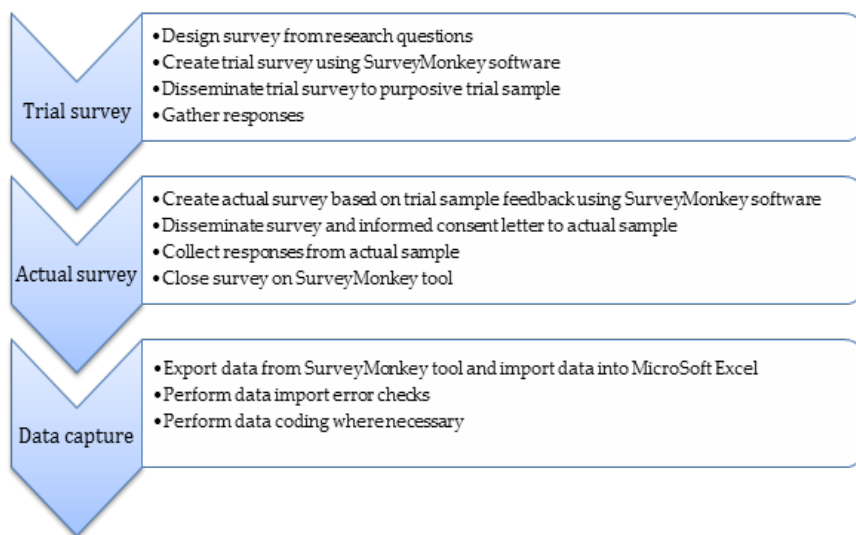 Trial survey
•Design survey from research questions
•Create trial survey using SurveyMonkey software
•Disseminate trial survey to purposive trial sample
•Gather responses
Actual survey
•Create actual survey based on trial sample feedback using SurveyMonkey software
•Disseminate survey and informed consent letter to actual sample
•Collect responses from actual sample
•Close survey on SurveyMonkey tool
Data capture
•Export data from SurveyMonkey tool and import data into MicroSoft Excel
•Perform data import error checks
•Perform data coding where necessary